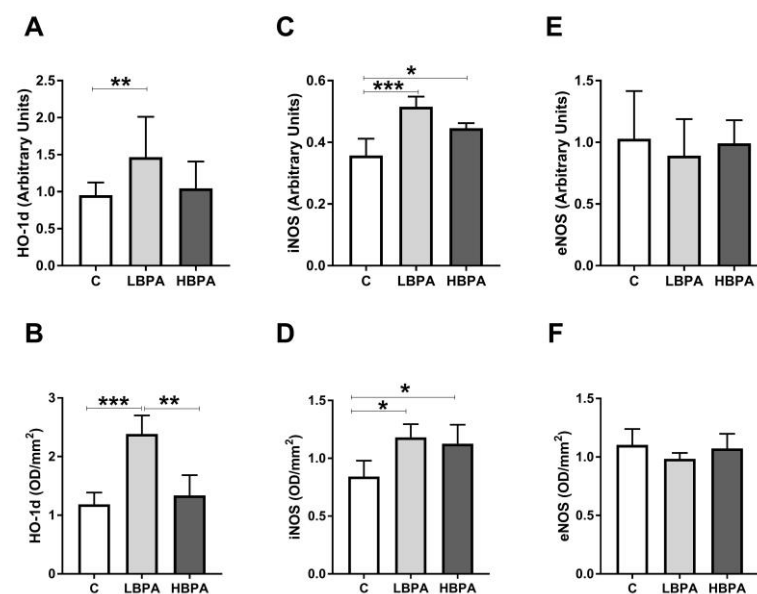 A
HO-1d (Arbitrary Units)
2.5
2.0
1.5
1.0
0.5
0.0
**
C LBPA HBPA
C
iNOS (Arbitrary Units)
0.6
0.4
0.2
0.0
*
***
C LBPA HBPA
E
eNOS (Arbitrary Units)
1.5
1.0
0.5
0.0
C LBPA HBPA
B
HO-1d (OD/mm²)
3
2
1
0
*** **
C LBPA HBPA
D
iNOS (OD/mm²)
1.5
1.0
0.5
0.0
*
*
C LBPA HBPA
F
eNOS (OD/mm²)
1.5
1.0
0.5
0.0
C LBPA HBPA